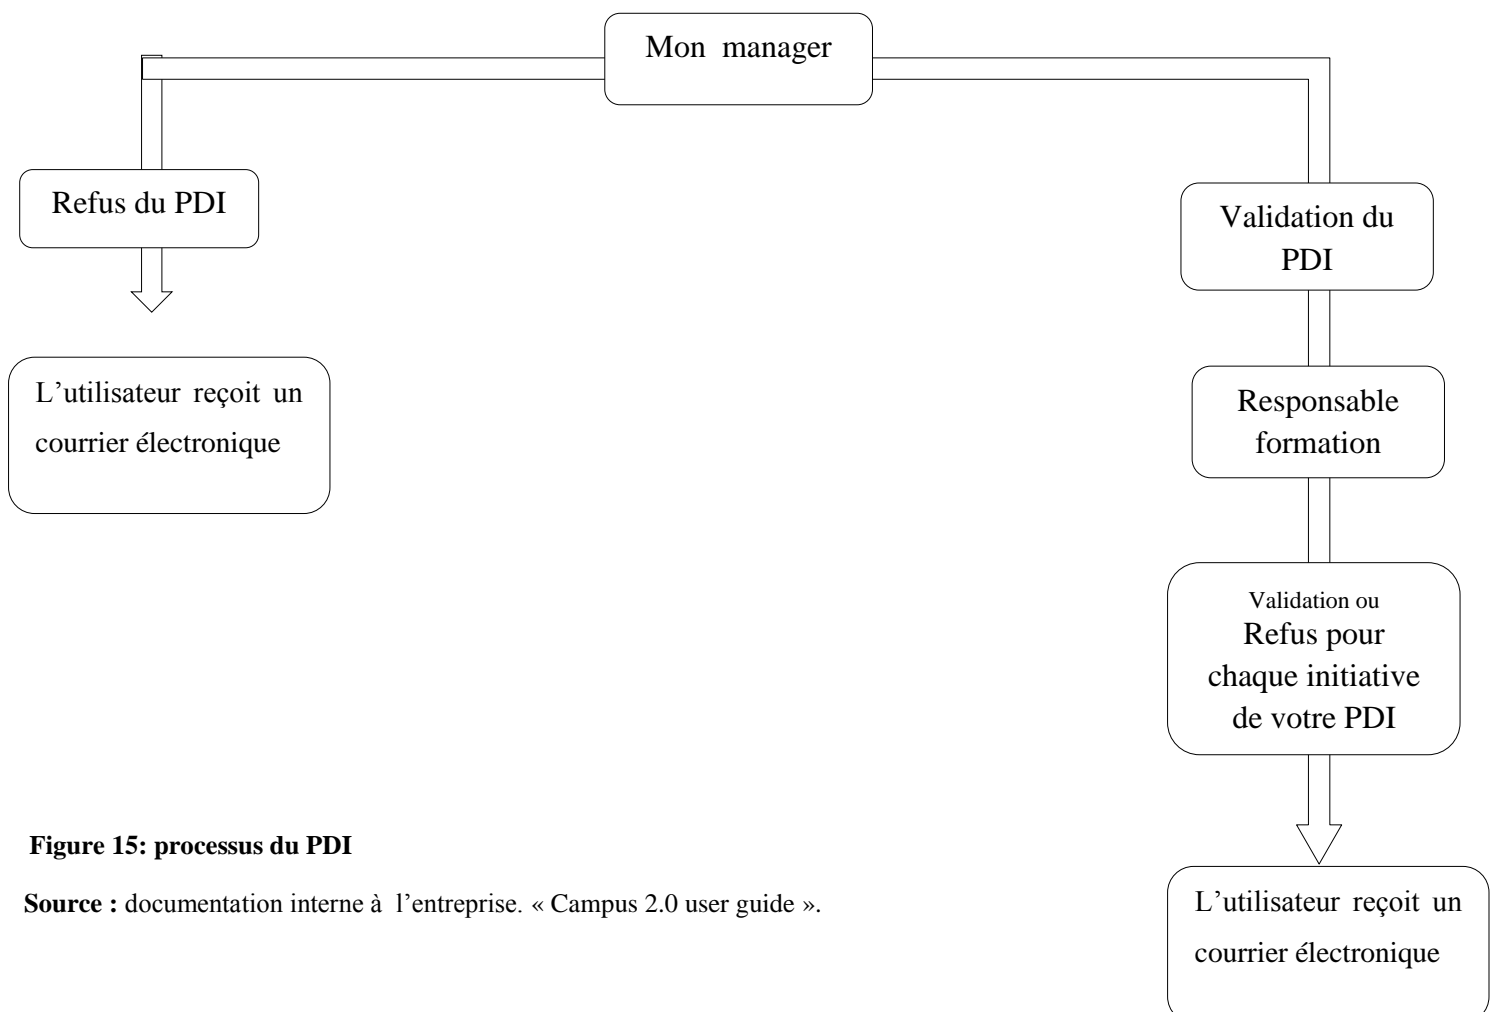 Mon manager
Refus du PDI
L'utilisateur reçoit un
courrier électronique
Validation du
PDI
Responsable
formation
Validation ou
Refus pour
chaque initiative
de votre PDI
L'utilisateur reçoit un
courrier électronique
Figure 15: processus du PDI
Source : documentation interne à l'entreprise. « Campus 2.0 user guide ».